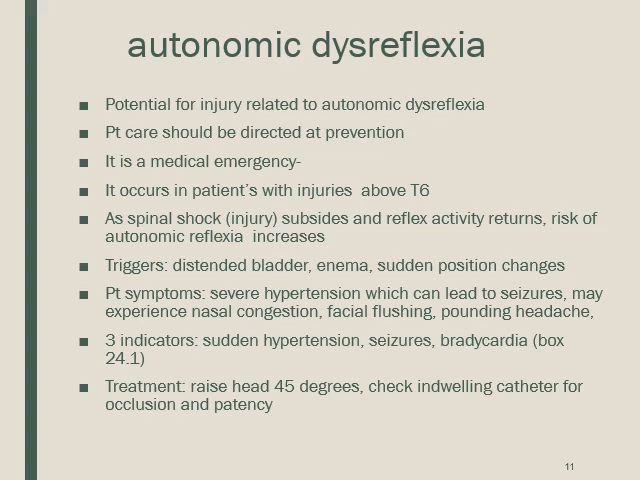 autonomic dysreflexia
■ Potential for injury related to autonomic dysreflexia
■ Pt care should be directed at prevention
■ It is a medical emergency-
■ It occurs in patient's with injuries  above T6
■ As spinal shock (injury) subsides and reflex activity returns, risk of
autonomic reflexia  increases
■ Triggers: distended bladder, enema, sudden position changes
■ Pt symptoms: severe hypertension which can lead to seizures, may
experience nasal congestion, facial flushing, pounding headache,
■ 3 indicators: sudden hypertension, seizures, bradycardia (box
24.1)
■ Treatment: raise head 45 degrees, check indwelling catheter for
occlusion and patency
11